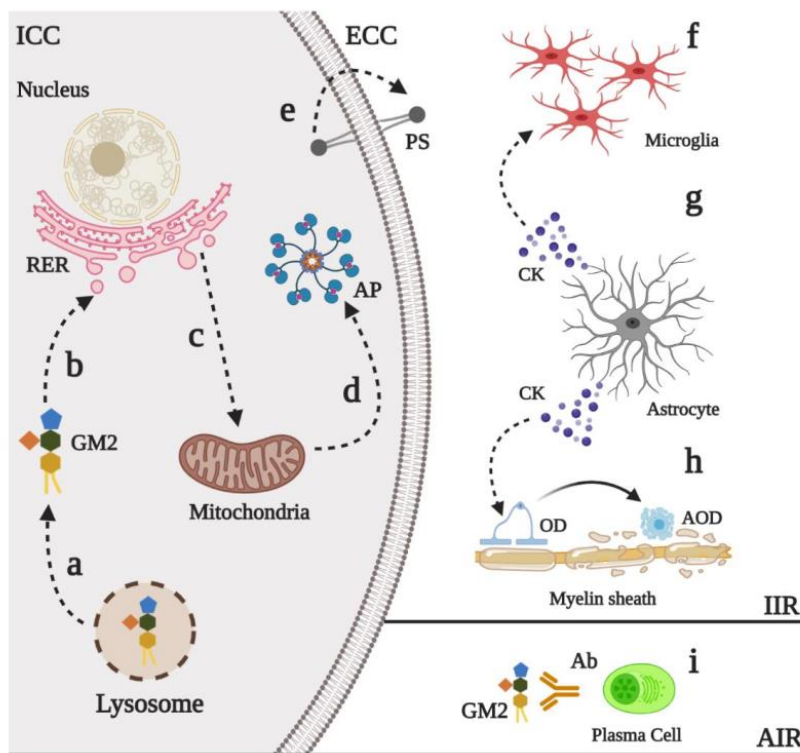 ICC
ECC
f
Nucleus
e
PS
Microglia
g
RER
AP
CK
b
c
d
GM2
CK
Astrocyte
Mitochondria
h
OD
AOD
a
Myelin sheath
IIR
Lysosome
Ab
i
GM2
Plasma Cell
AIR